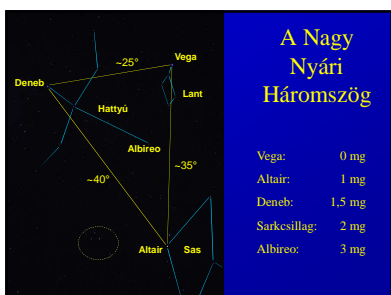 ~25°
Vega
Deneb
Lant
Hattyú
Albireo
~35°
~40°
Altair
Sas
A Nagy
Nyári
Háromszög
Vega: 0 mg
Altair: 1 mg
Deneb: 1,5 mg
Sarkcsillag: 2 mg
Albireo: 3 mg